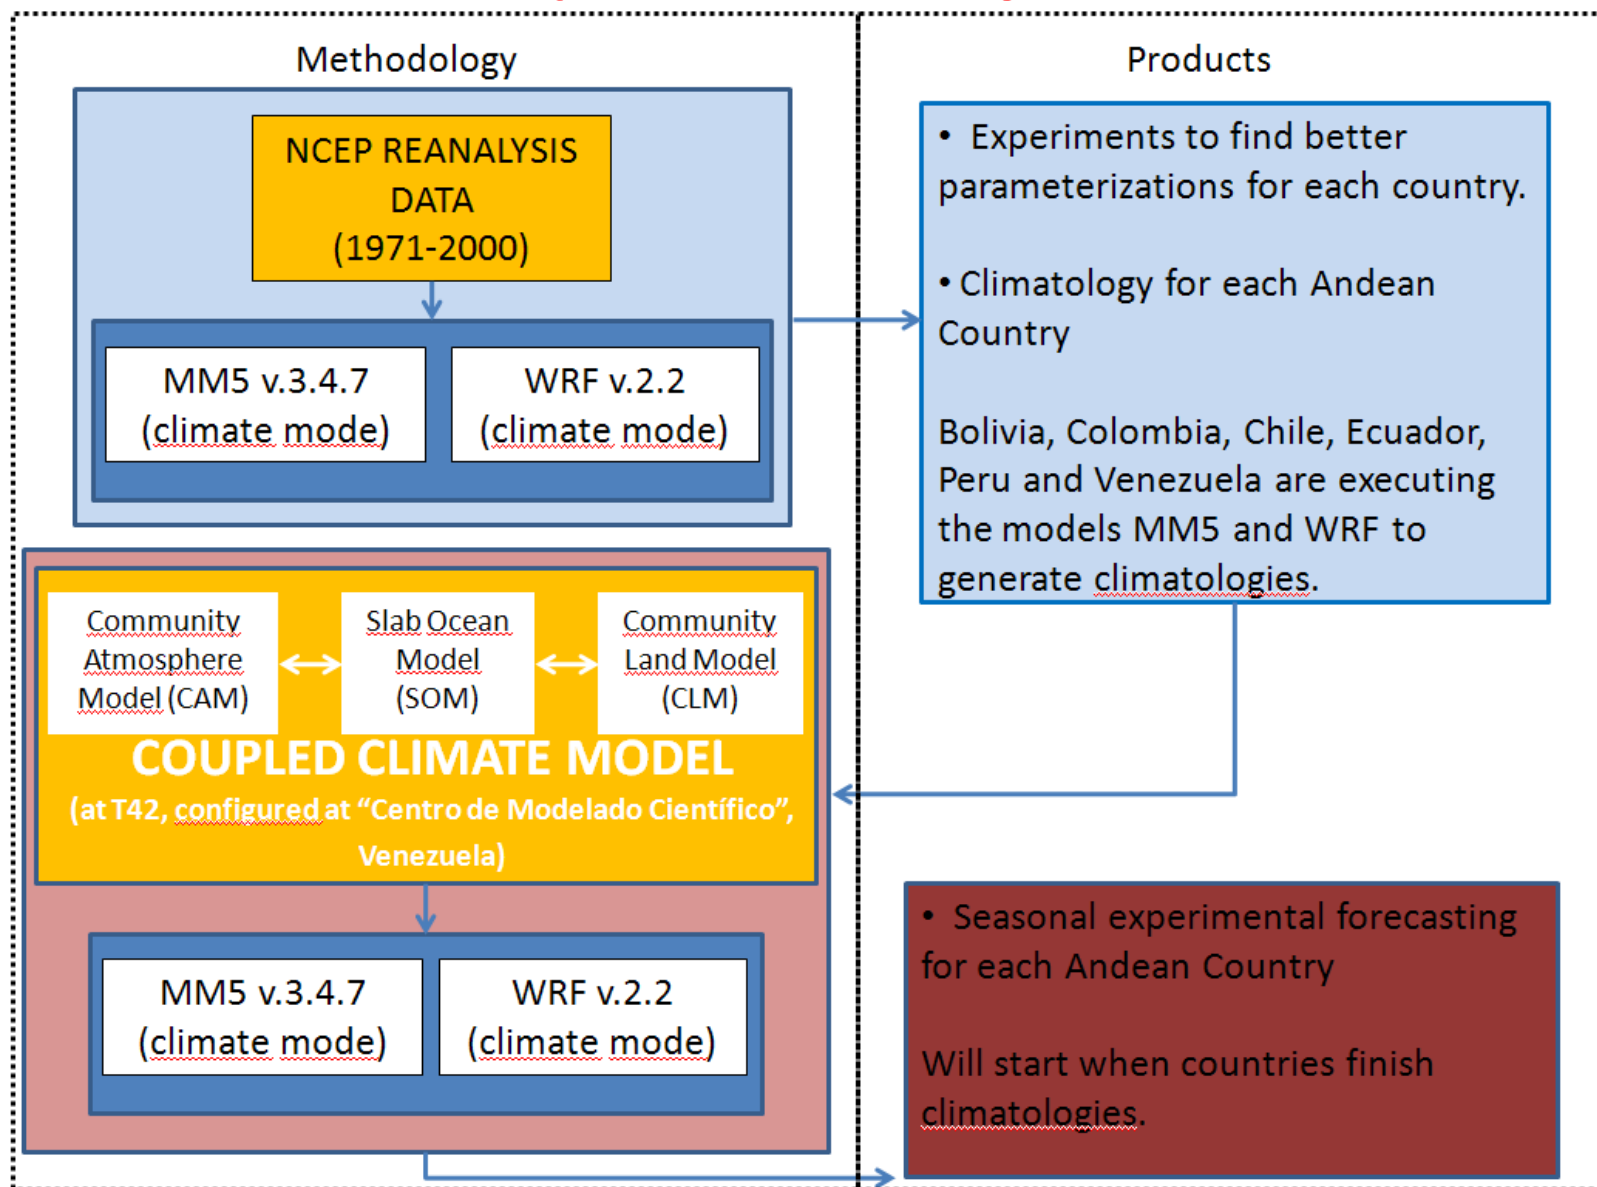 Methodology
Products
NCEP REANALYSIS
DATA
(1971-2000)
MM5 v.3.4.7
(climate mode)
WRF v.2.2
(climate mode)
• Experiments to find better
parameterizations for each country.
• Climatology for each Andean
Country
Bolivia, Colombia, Chile, Ecuador,
Peru and Venezuela are executing
the models MM5 and WRF to
generate climatologies.
Community
Atmosphere
Model (CAM)
Slab Ocean
Model
(SOM)
Community
Land Model
(CLM)
COUPLED CLIMATE MODEL
(at T42, configured at “Centro de Modelado Científico”,
Venezuela)
MM5 v.3.4.7
(climate mode)
WRF v.2.2
(climate mode)
• Seasonal experimental forecasting
for each Andean Country
Will start when countries finish
climatologies.